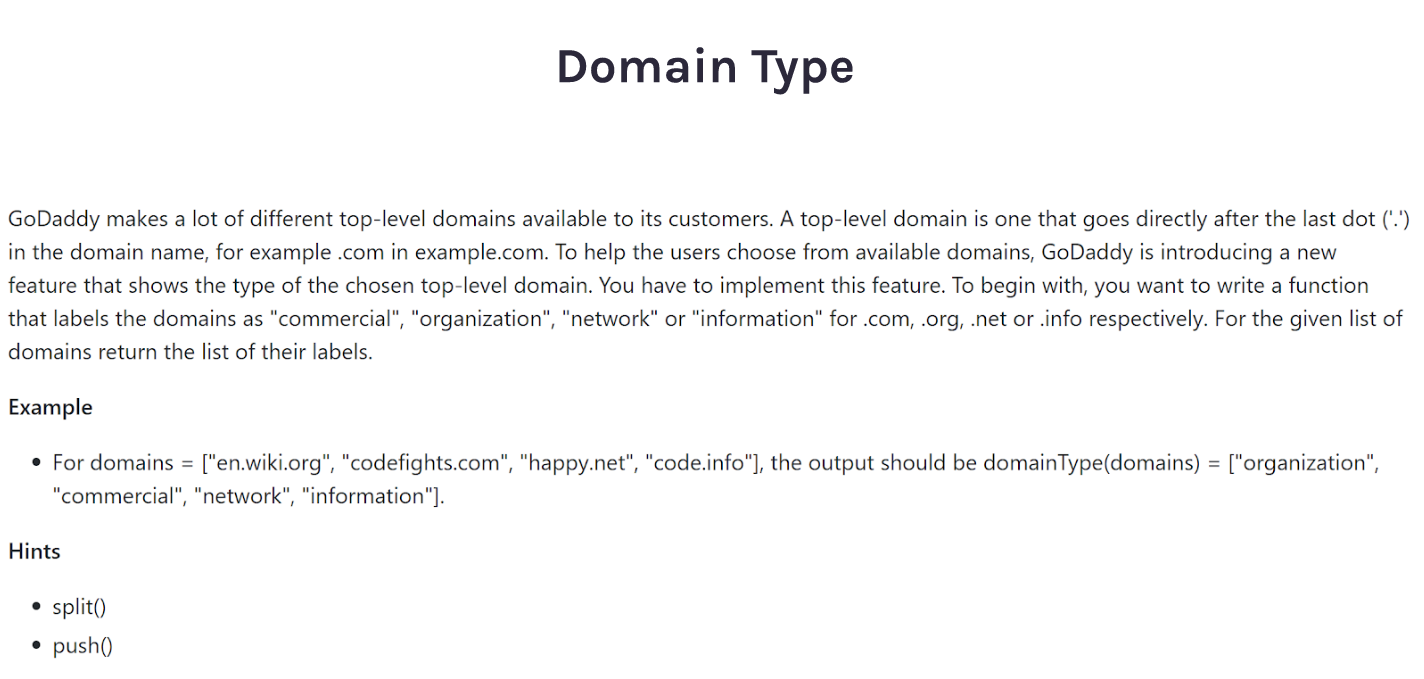 Domain Type
GoDaddy makes a lot of different top-level domains available to its customers. A top-level domain is one that goes directly after the last dot ('.')
in the domain name, for example .com in example.com. To help the users choose from available domains, GoDaddy is introducing a new
feature that shows the type of the chosen top-level domain. You have to implement this feature. To begin with, you want to write a function
that labels the domains as "commercial", "organization", "network" or "information" for .com, .org, .net or .info respectively. For the given list of
domains return the list of their labels.
Example
• For domains = ["en.wiki.org", "codefights.com", "happy.net", "code.info"], the output should be domainType(domains) = ["organization",
"commercial", "network", "information"].
Hints
• split()
• push()